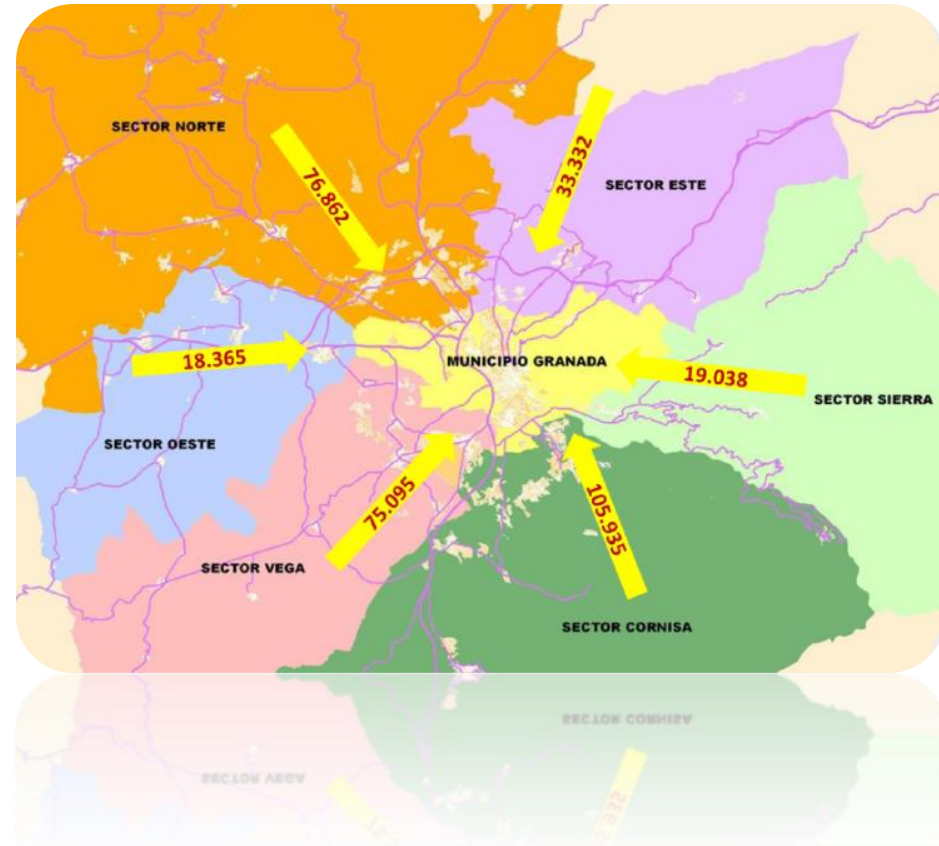 SECTOR NORTE
76.862
33.332
SECTOR ESTE
18.365
MUNICIPIO GRANADA
19.038
SECTOR SIERRA
SECTOR OESTE
75.095
105.935
SECTOR VEGA
SECTOR CORNISA